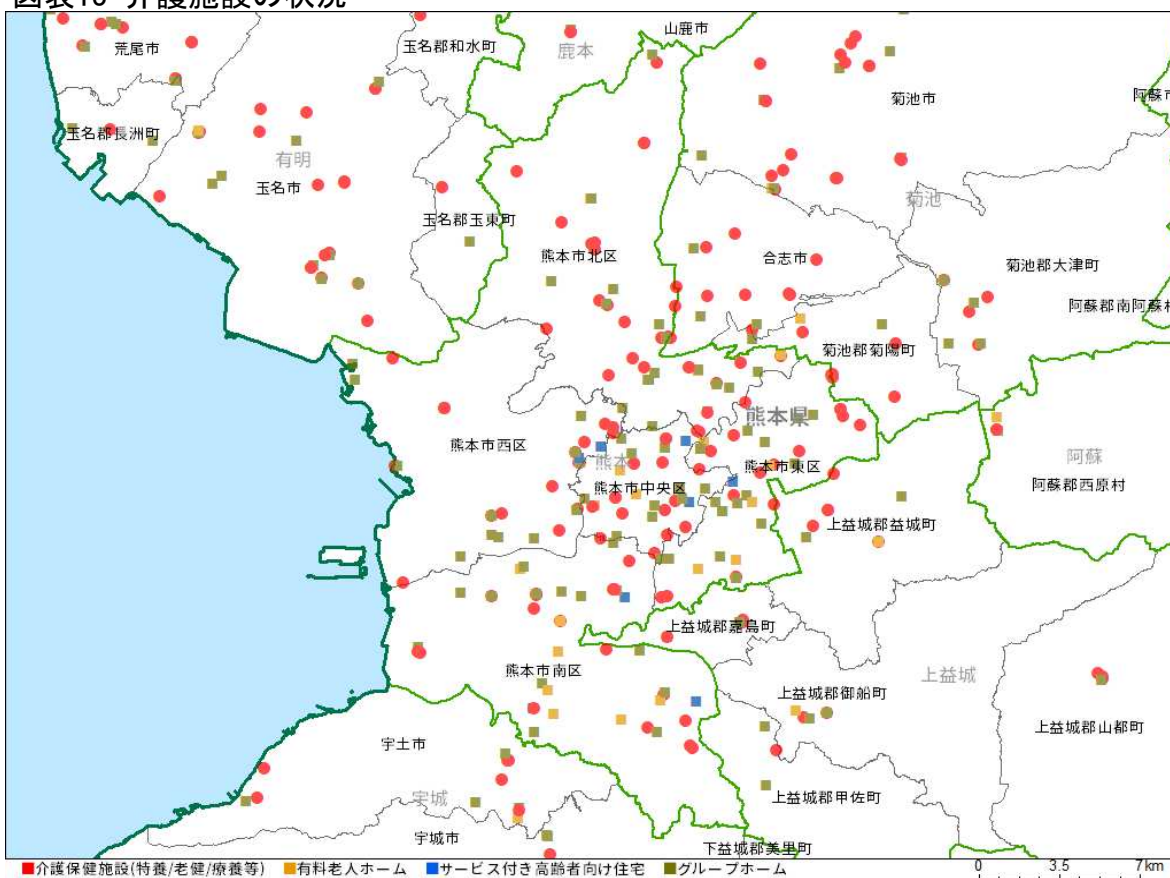 図表16 介護施設の状況
山鹿市
玉名郡和水町
荒尾市
鹿本
菊池市
阿蘇市
玉名郡長洲町
有明
玉名市
菊池
玉名郡玉東町
熊本市北区
合志市
菊池郡大津町
阿蘇郡南阿蘇村
菊池郡菊陽町
熊本県
熊本市西区
熊本
熊本市東区
阿蘇
熊本市中央区
阿蘇郡西原村
上益城郡益城町
上益城郡嘉島町
熊本市南区
上益城
上益城郡御船町
上益城郡山都町
宇土市
宇城
上益城郡甲佐町
宇城市
下益城郡美里町
介護保健施設(特養/老健/療養等) 有料老人ホーム サービス付き高齢者向け住宅 グループホーム
0 3.5 7km